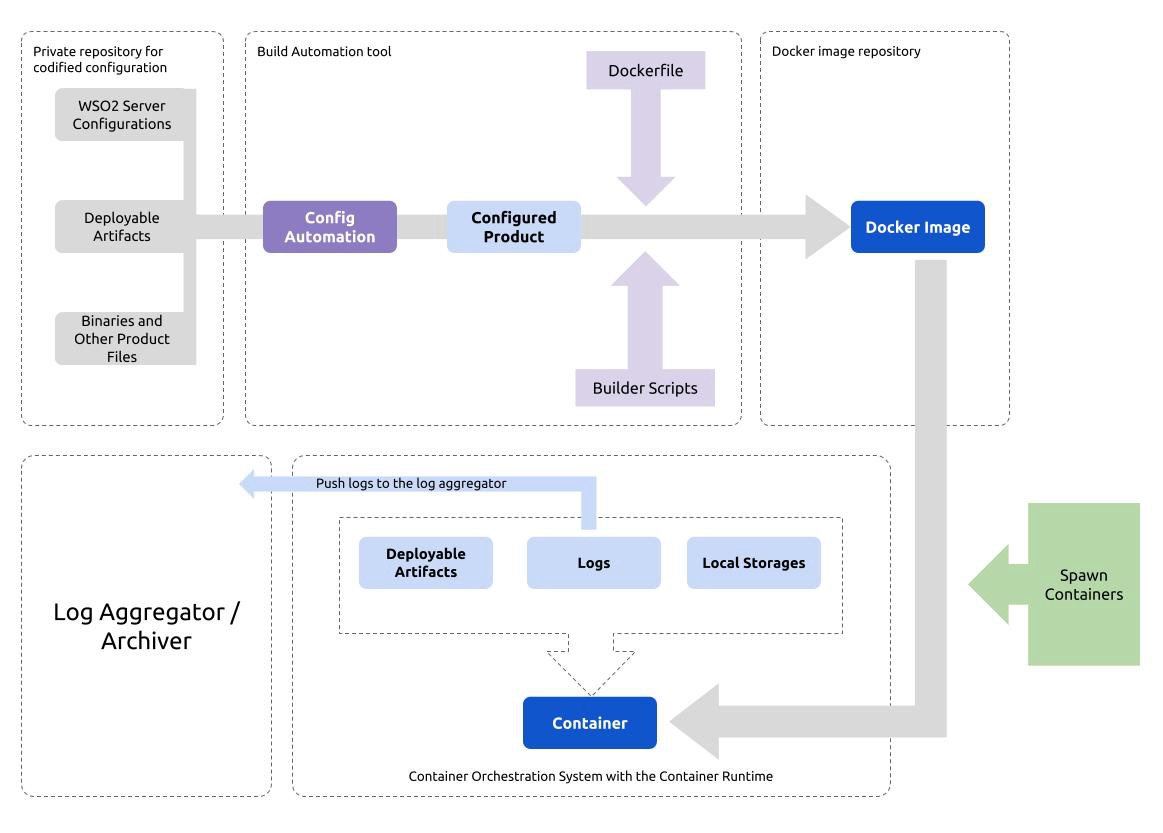 Private repository for
codified configuration
WSO2 Server
Configurations
Deployable
Artifacts
Binaries and
Other Product
Files
Build Automation tool
Dockerfile
Config
Automation
Configured
Product
Builder Scripts
Docker image repository
Docker Image
Log Aggregator /
Archiver
Push logs to the log aggregator
Deployable
Artifacts
Logs
Local Storages
Container
Container Orchestration System with the Container Runtime
Spawn
Containers